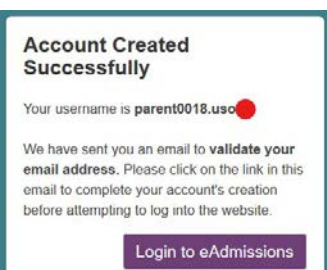 Account Created
Successfully
Your username is parent0018.uso
We have sent you an email to validate your
email address. Please click on the link in this
email to complete your account's creation
before attempting to log into the website.
Login to eAdmissions